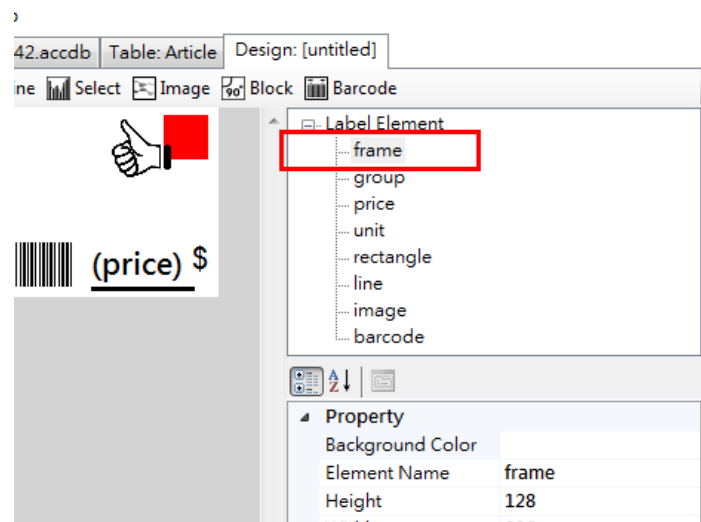 42.accdb Table: Article Design: [untitled]
Select Image Block Barcode
Label Element
frame
group
price
unit
rectangle
line
image
barcode
(price) $
Property
Background Color
Element Name frame
Height 128